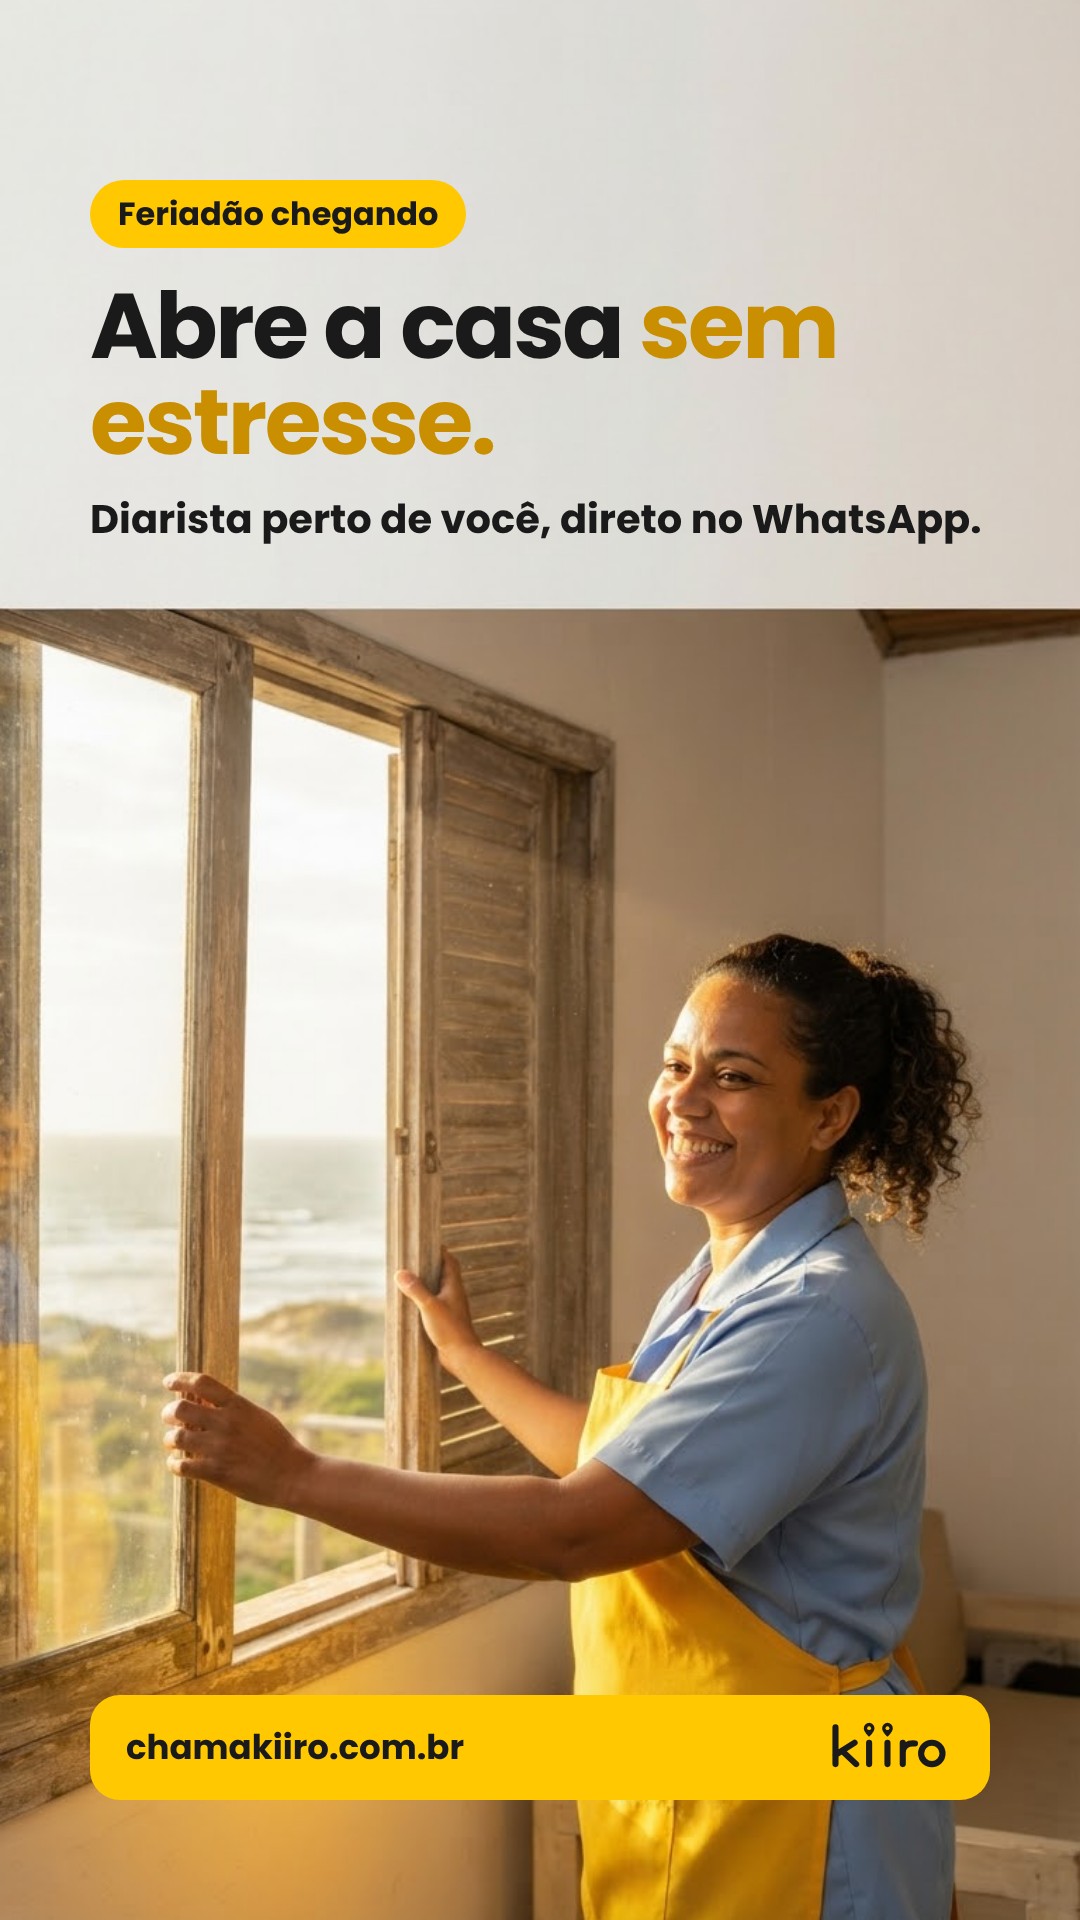 Feriadão chegando
Abre a casa sem
estresse.
Diarista perto de você, direto no WhatsApp.
chamakiiro.com.br
kiiro